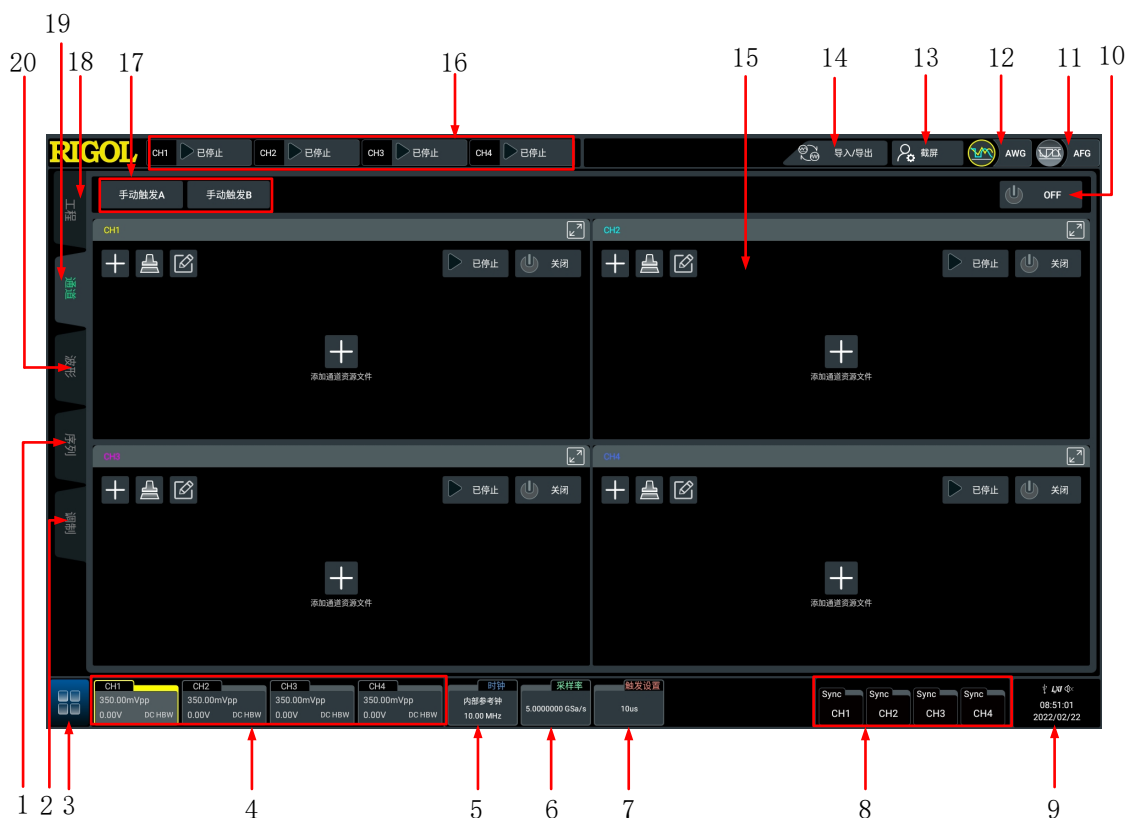 19
20 18 17 16 15 14 13 12 11 10
RIGOL CH1 已停止 CH2 已停止 CH3 已停止 CH4 已停止 导入/导出 截屏 AWG AFG
手动触发A 手动触发B OFF
工程
通道
波形
序列
调制
CH1
已停止 关闭
添加通道资源文件
CH2
已停止 关闭
添加通道资源文件
CH3
已停止 关闭
添加通道资源文件
CH4
已停止 关闭
添加通道资源文件
CH1
350.00mVpp
0.00V DC HBW
CH2
350.00mVpp
0.00V DC HBW
CH3
350.00mVpp
0.00V DC HBW
CH4
350.00mVpp
0.00V DC HBW
时钟
内部参考钟
10.00 MHz
采样率
5.0000000 GSa/s
触发设置
10us
Sync
CH1
Sync
CH2
Sync
CH3
Sync
CH4
08:51:01
2022/02/22
1 2 3 4 5 6 7 8 9